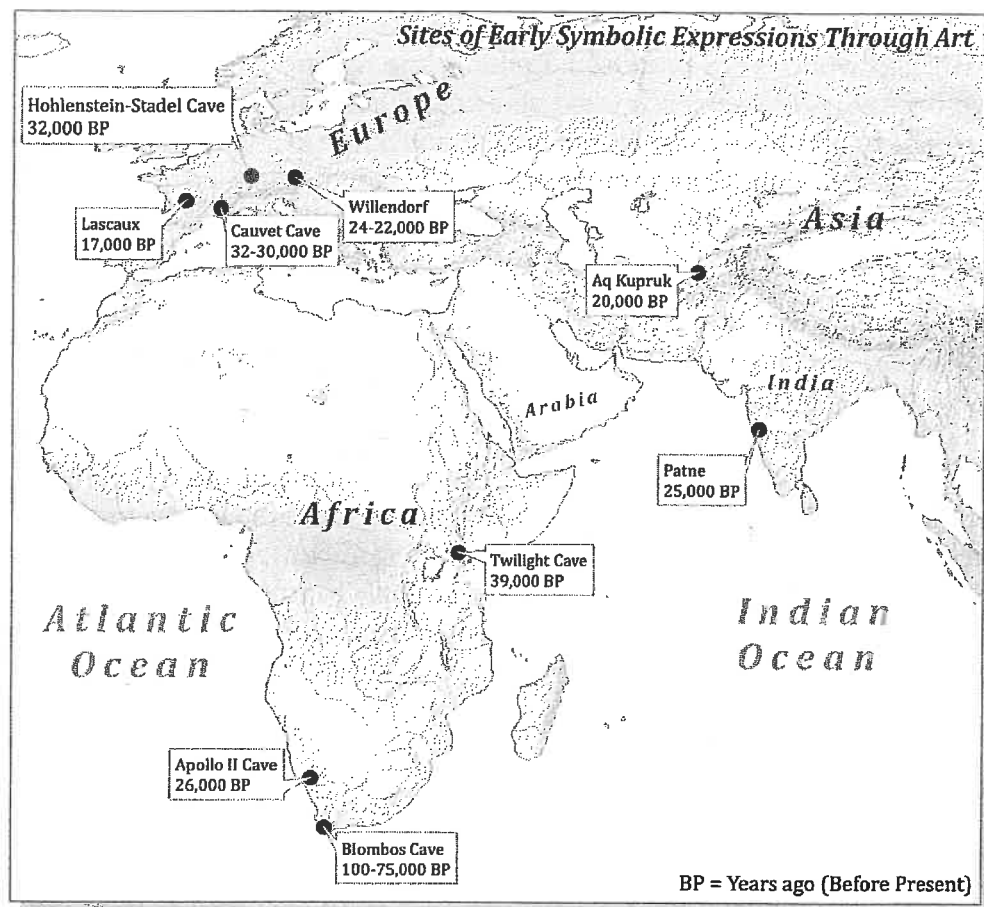 Sites of Early Symbolic Expressions Through Art
Hohlenstein-Stadel Cave
32,000 BP
Europe
Willendorf
24-22,000 BP
Lascaux
17,000 BP
Cauvet Cave
32-30,000 BP
Asia
Aq Kupruk
20,000 BP
India
Arabia
Patne
25,000 BP
Africa
Twilight Cave
39,000 BP
Atlantic
Ocean
Indian
Ocean
Apollo II Cave
26,000 BP
Blombos Cave
100-75,000 BP
BP = Years ago (Before Present)